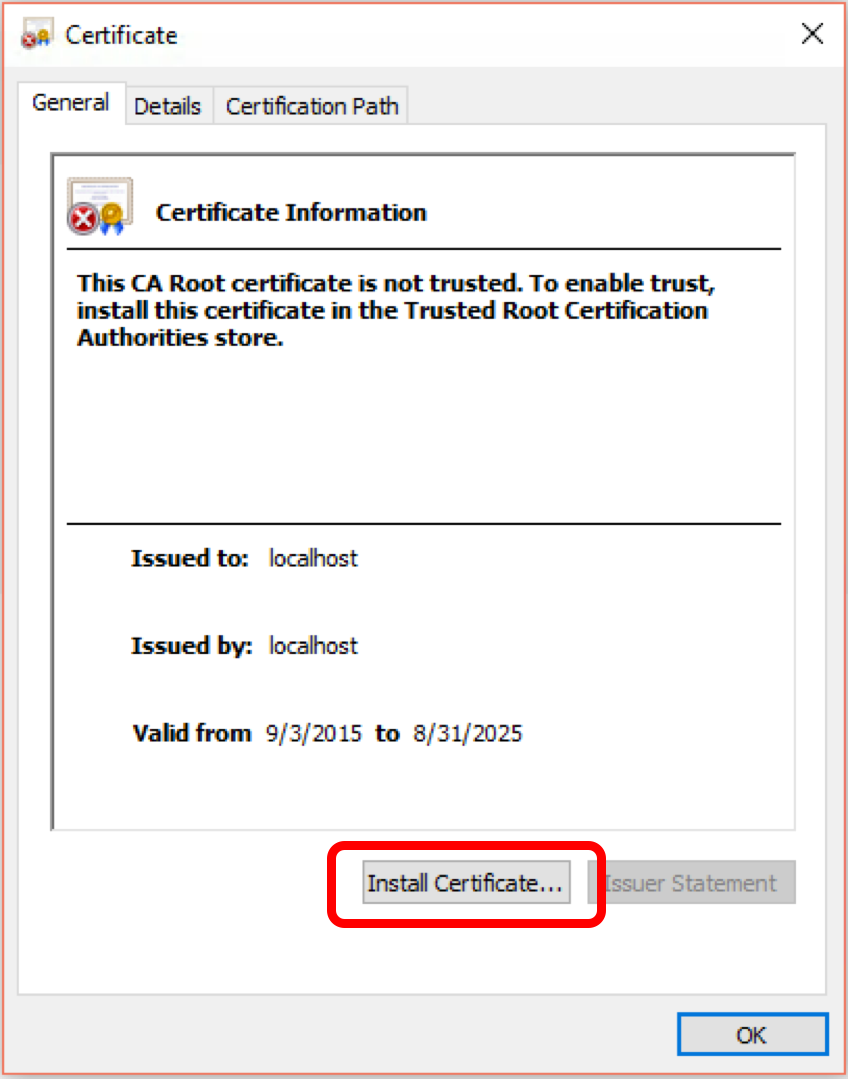 Certificate
General
Details
Certification Path
Certificate Information
This CA Root certificate is not trusted. To enable trust,
install this certificate in the Trusted Root Certification
Authorities store.
Issued to: localhost
Issued by: localhost
Valid from 9/3/2015 to 8/31/2025
Install Certificate...
Issuer Statement
OK